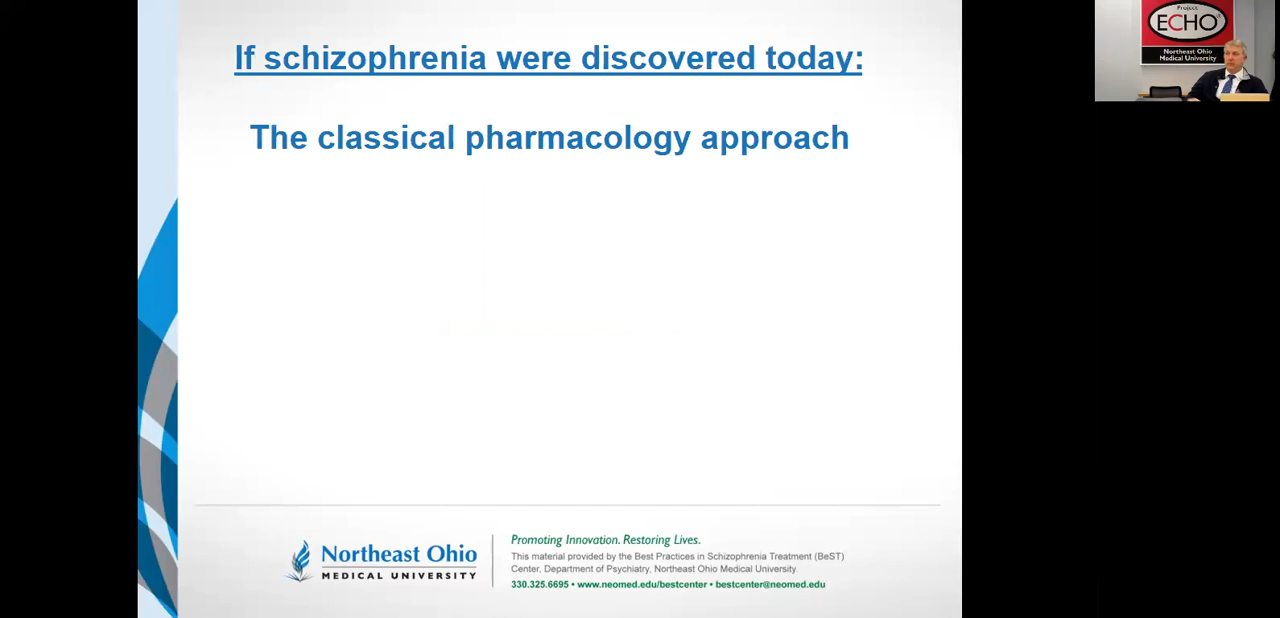 If schizophrenia were discovered today:
The classical pharmacology approach
Project
ECHO®
Northeast Ohio
Medical University
Northeast Ohio
MEDICAL UNIVERSITY
Promoting Innovation. Restoring Lives.
This material provided by the Best Practices in Schizophrenia Treatment (BeST)
Center, Department of Psychiatry, Northeast Ohio Medical University.
330.325.6695 • www.neomed.edu/bestcenter • bestcenter@neomed.edu